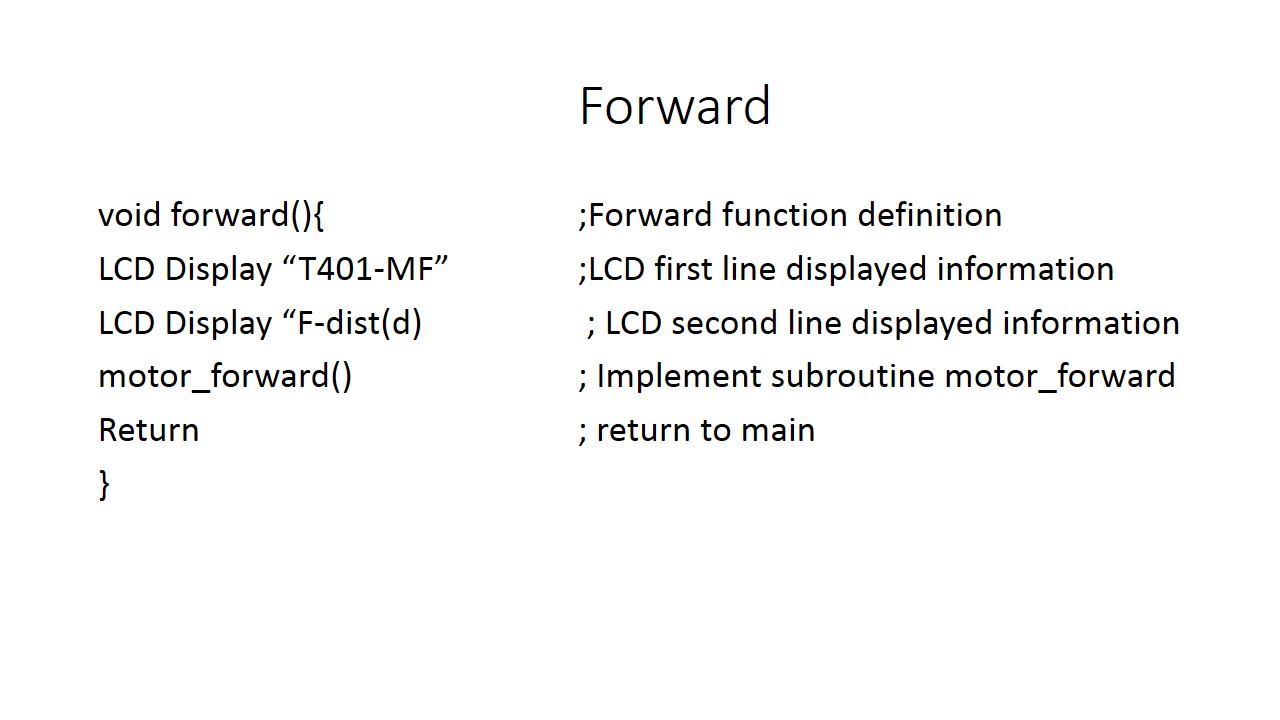 Forward
void forward(){ ;Forward function definition
LCD Display “T401-MF” ;LCD first line displayed information
LCD Display “F-dist(d) ; LCD second line displayed information
motor_forward() ; Implement subroutine motor_forward
Return ; return to main
}